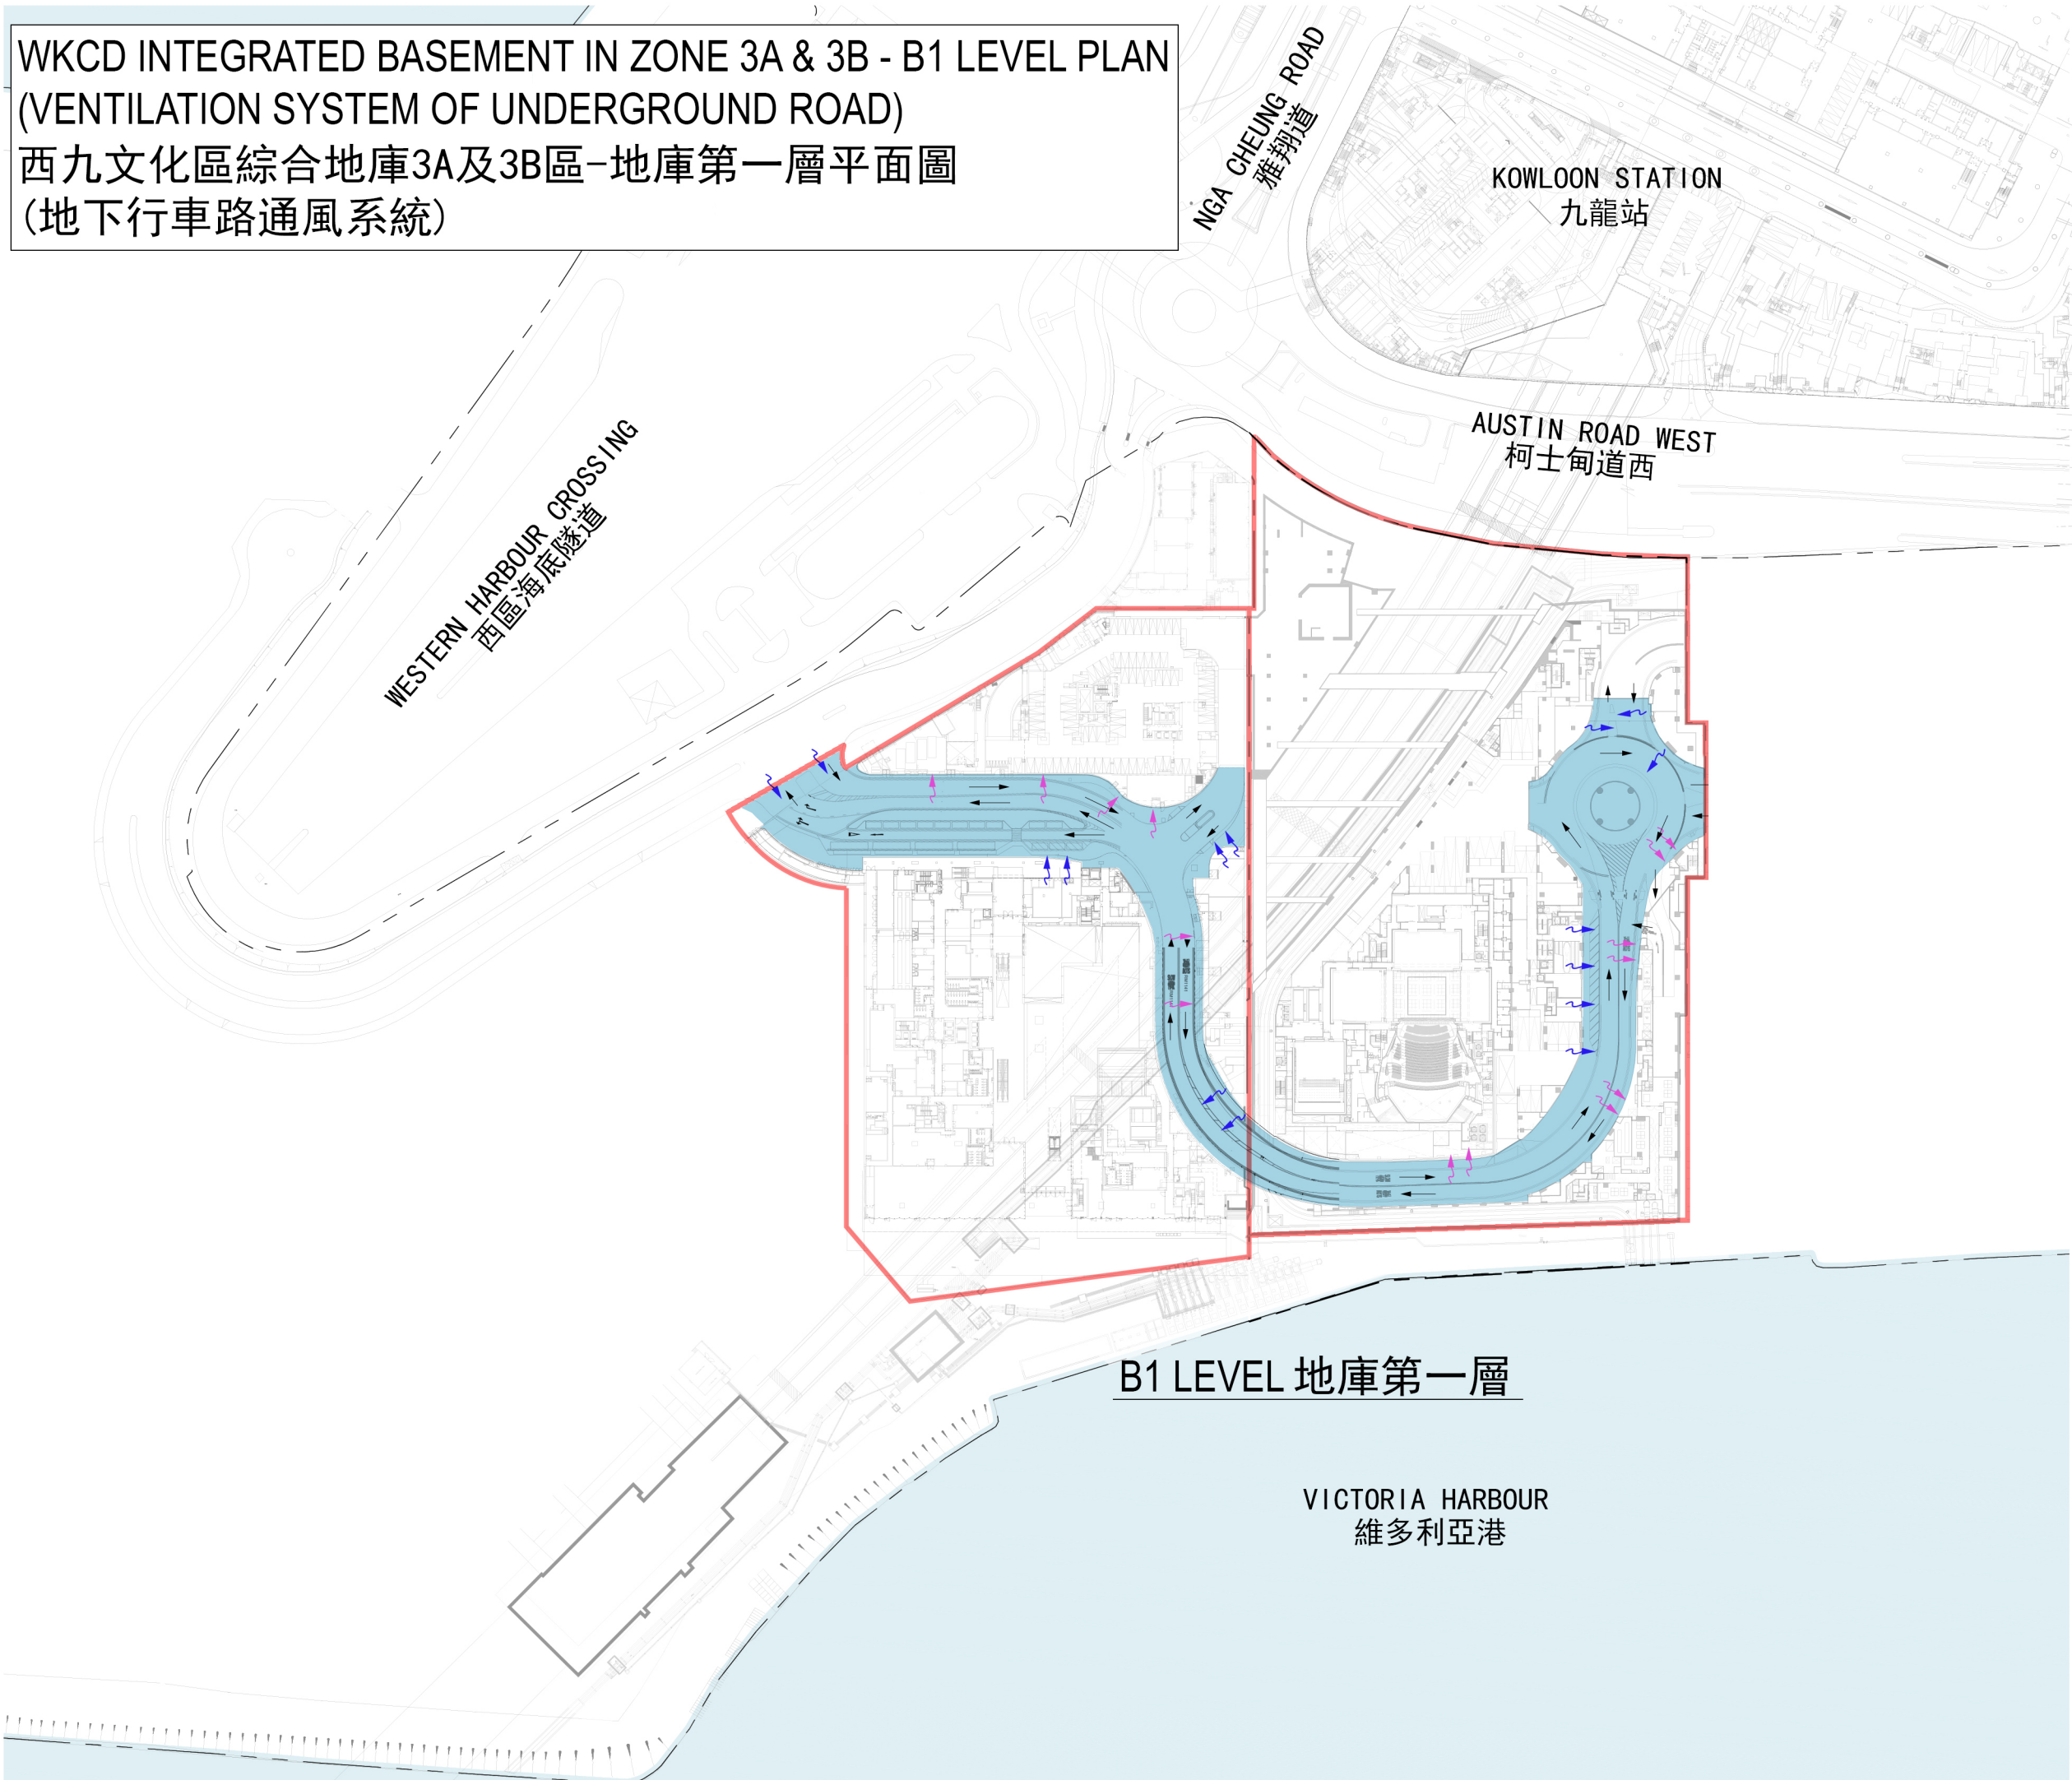 WKCD INTEGRATED BASEMENT IN ZONE 3A & 3B - B1 LEVEL PLAN
(VENTILATION SYSTEM OF UNDERGROUND ROAD)
西九文化區綜合地庫3A及3B區-地庫第一層平面圖
(地下行車路通風系統)
NGA CHEUNG ROAD
雅翔道
KOWLOON STATION
九龍站
AUSTIN ROAD WEST
柯士甸道西
WESTERN HARBOUR CROSSING
西區海底隧道
B1 LEVEL 地庫第一層
VICTORIA HARBOUR
維多利亞港